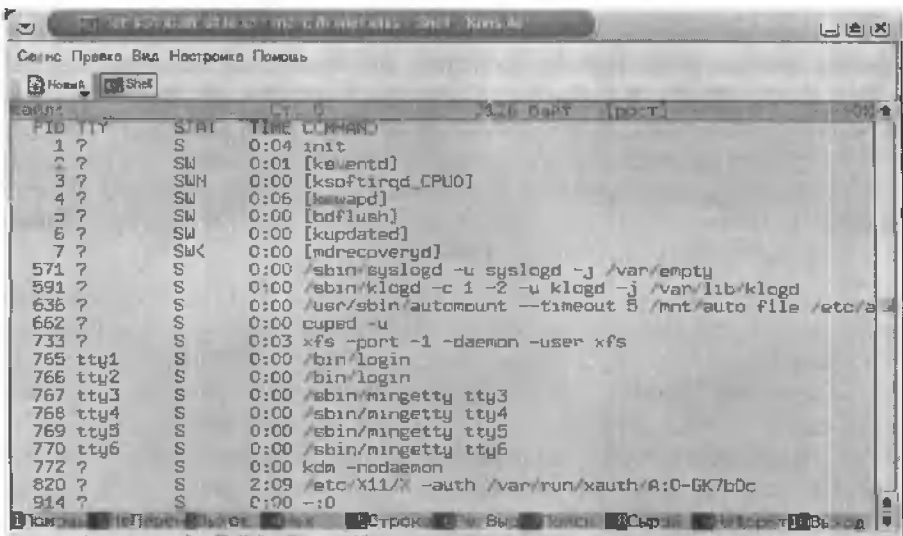 Сеанс Правка Вид Настройка Помощь
Новый Shell
PID TTY STAT TIME COMMAND
1 ? S 0:04 init
2 ? SW 0:01 [keventd]
3 ? SWN 0:00 [ksoftirqd_CPU0]
4 ? SW 0:06 [kswapd]
5 ? SW 0:00 [bdflush]
6 ? SW 0:00 [kupdated]
7 ? SW< 0:00 [mdrecoveryd]
571 ? S 0:00 /sbin/syslogd -u syslogd -j /var/empty
591 ? S 0:00 /sbin/klogd -c 1 -2 -u klogd -j /var/lib/klogd
636 ? S 0:00 /usr/sbin/automount --timeout 5 /mnt/auto file /etc/a
662 ? S 0:00 cupsd -u
733 ? S 0:03 xfs -port -1 -daemon -user xfs
765 tty1 S 0:00 /bin/login
766 tty2 S 0:00 /bin/login
767 tty3 S 0:00 /sbin/mingetty tty3
768 tty4 S 0:00 /sbin/mingetty tty4
769 tty5 S 0:00 /sbin/mingetty tty5
770 tty6 S 0:00 /sbin/mingetty tty6
772 ? S 0:00 kdm -nodaemon
820 ? S 2:09 /etc/X11/X -auth /var/run/xauth/A:0-GK7bDc
914 ? S 0:00 -:0